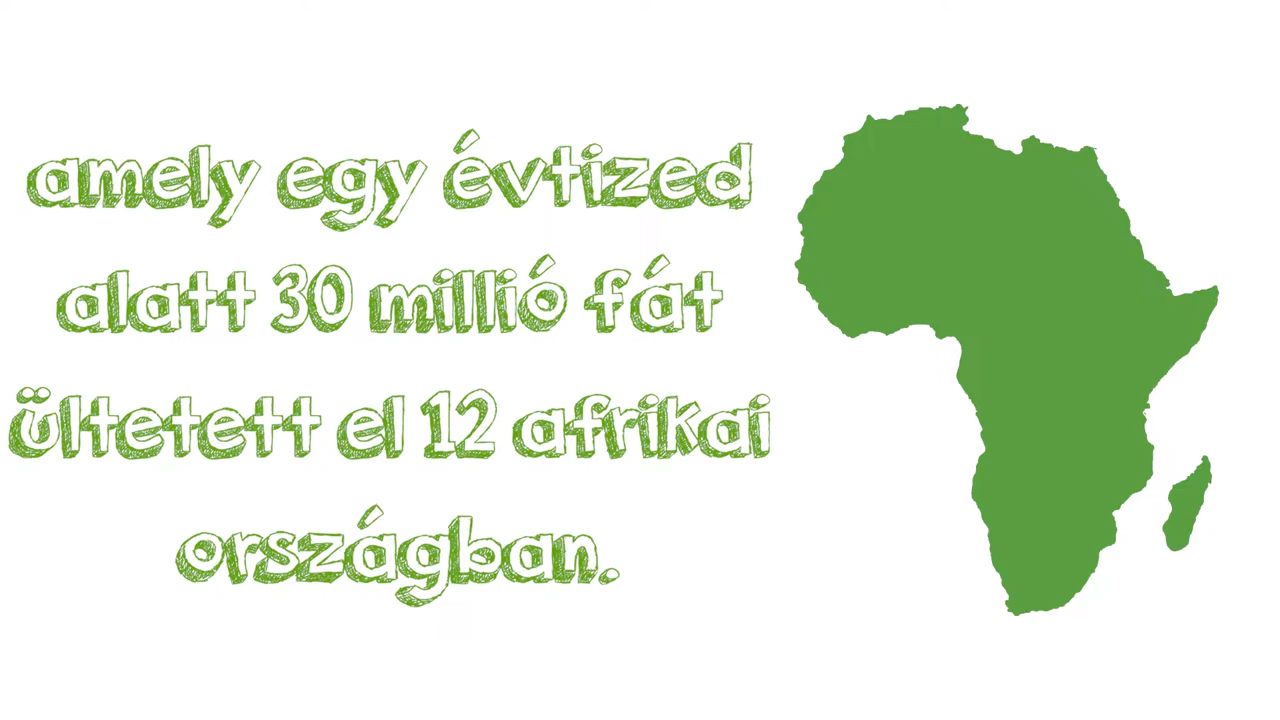 amely egy évtized
alatt 30 millió fát
ültetett el 12 afrikai
országban.